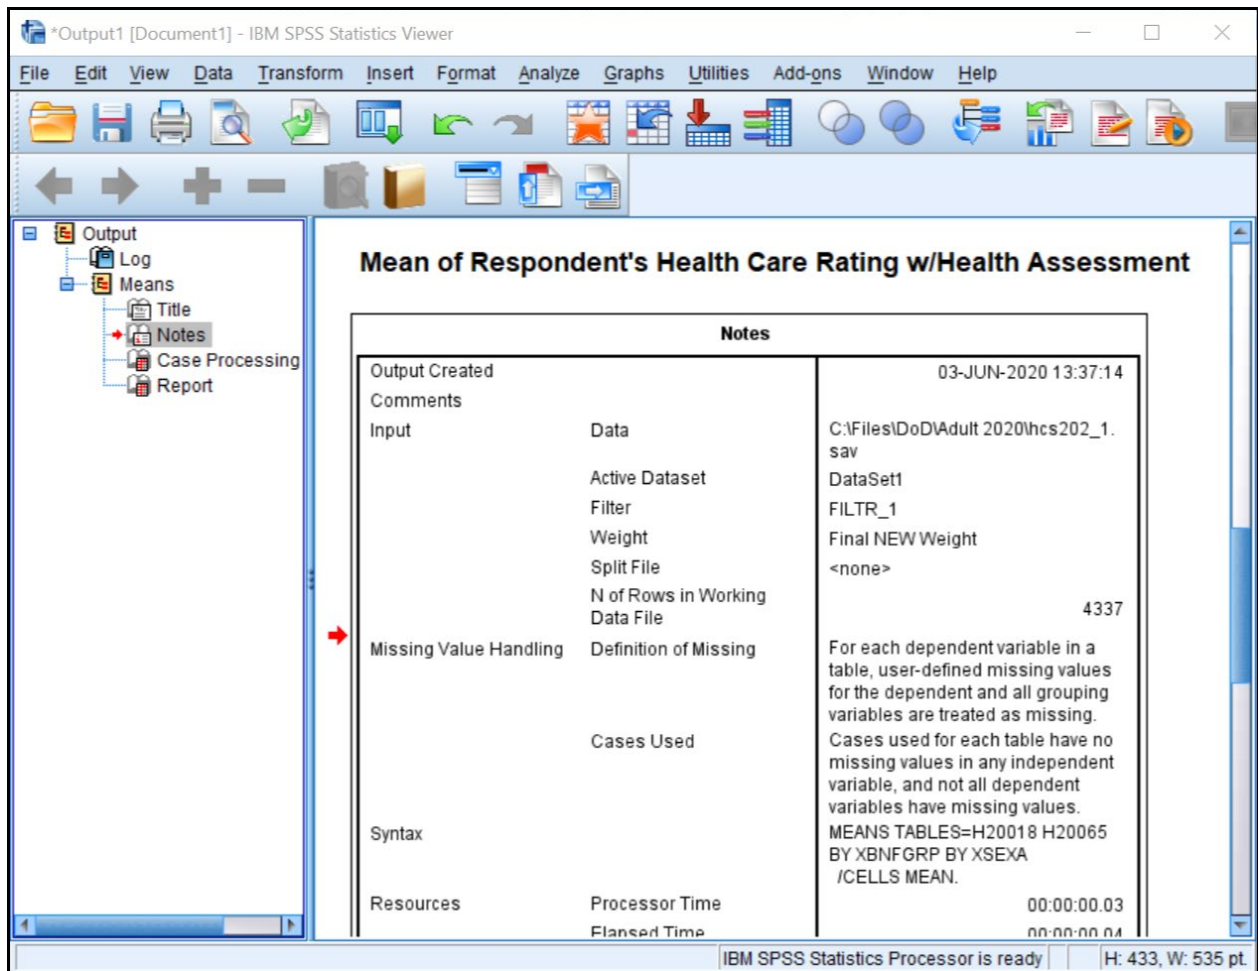 *Output1 [Document1] - IBM SPSS Statistics Viewer
File Edit View Data Transform Insert Format Analyze Graphs Utilities Add-ons Window Help
Output
Log
Means
Title
Notes
Case Processing
Report
Mean of Respondent's Health Care Rating w/Health Assessment
Notes
Output Created 03-JUN-2020 13:37:14
Comments
Input Data C:\Files\DoD\Adult 2020\hcs202_1.
sav
Active Dataset DataSet1
Filter FILTR_1
Weight Final NEW Weight
Split File <none>
N of Rows in Working
Data File 4337
Missing Value Handling Definition of Missing For each dependent variable in a
table, user-defined missing values
for the dependent and all grouping
variables are treated as missing.
Cases Used Cases used for each table have no
missing values in any independent
variable, and not all dependent
variables have missing values.
Syntax MEANS TABLES=H20018 H20065
BY XBNFGRP BY XSEXA
/CELLS MEAN.
Resources Processor Time 00:00:00.03
Elapsed Time 00:00:00.04
IBM SPSS Statistics Processor is ready H: 433, W: 535 pt.